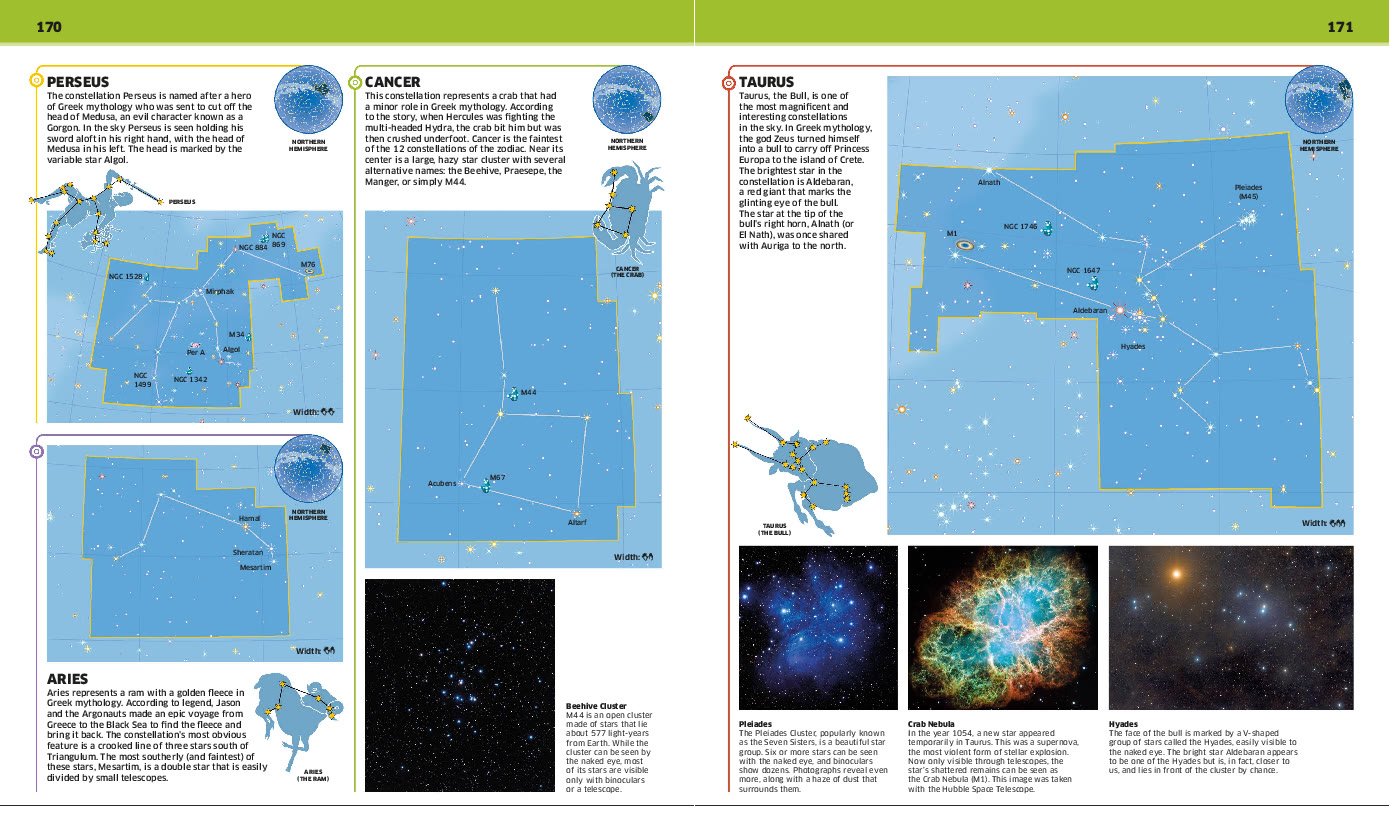 170
171
PERSEUS
The constellation Perseus is named after a hero
of Greek mythology who was sent to cut off the
head of Medusa, an evil character known as a
Gorgon. In the sky Perseus is seen holding his
sword aloft in his right hand, with the head of
Medusa in his left. The head is marked by the
variable star Algol.
NORTHERN
HEMISPHERE
PERSEUS
NGC
869
NGC 884
M76
NGC 1528
Mirphak
M34
Algol
Per A
NGC
1499
NGC 1342
Width:
NORTHERN
HEMISPHERE
Hamal
Sheratan
Mesartim
Width:
ARIES
Aries represents a ram with a golden fleece in
Greek mythology. According to legend, Jason
and the Argonauts made an epic voyage from
Greece to the Black Sea to find the fleece and
bring it back. The constellation's most obvious
feature is a crooked line of three stars south of
Triangulum. The most southerly (and faintest) of
these stars, Mesartim, is a double star that is easily
divided by small telescopes.
ARIES
(THE RAM)
CANCER
This constellation represents a crab that had
a minor role in Greek mythology. According
to the story, when Hercules was fighting the
multi-headed Hydra, the crab bit him but was
then crushed underfoot. Cancer is the faintest
of the 12 constellations of the zodiac. Near its
center is a large, hazy star cluster with several
alternative names: the Beehive, Praesepe, the
Manger, or simply M44.
NORTHERN
HEMISPHERE
CANCER
(THE CRAB)
M44
Acubens
M67
Altarf
Width:
Beehive Cluster
M44 is an open cluster
made of stars that lie
about 577 light-years
from Earth. While the
cluster can be seen by
the naked eye, most
of its stars are visible
only with binoculars
or a telescope.
TAURUS
Taurus, the Bull, is one of
the most magnificent and
interesting constellations
in the sky. In Greek mythology,
the god Zeus turned himself
into a bull to carry off Princess
Europa to the island of Crete.
The brightest star in the
constellation is Aldebaran,
a red giant that marks the
glinting eye of the bull.
The star at the tip of the
bull's right horn, Alnath (or
El Nath), was once shared
with Auriga to the north.
NORTHERN
HEMISPHERE
Alnath
Pleiades
(M45)
NGC 1746
M1
NGC 1647
Aldebaran
Hyades
Width:
TAURUS
(THE BULL)
Pleiades
The Pleiades Cluster, popularly known
as the Seven Sisters, is a beautiful star
group. Six or more stars can be seen
with the naked eye, and binoculars
show dozens. Photographs reveal even
more, along with a haze of dust that
surrounds them.
Crab Nebula
In the year 1054, a new star appeared
temporarily in Taurus. This was a supernova,
the most violent form of stellar explosion.
Now only visible through telescopes, the
star's shattered remains can be seen as
the Crab Nebula (M1). This image was taken
with the Hubble Space Telescope.
Hyades
The face of the bull is marked by a V-shaped
group of stars called the Hyades, easily visible to
the naked eye. The bright star Aldebaran appears
to be one of the Hyades but is, in fact, closer to
us, and lies in front of the cluster by chance.